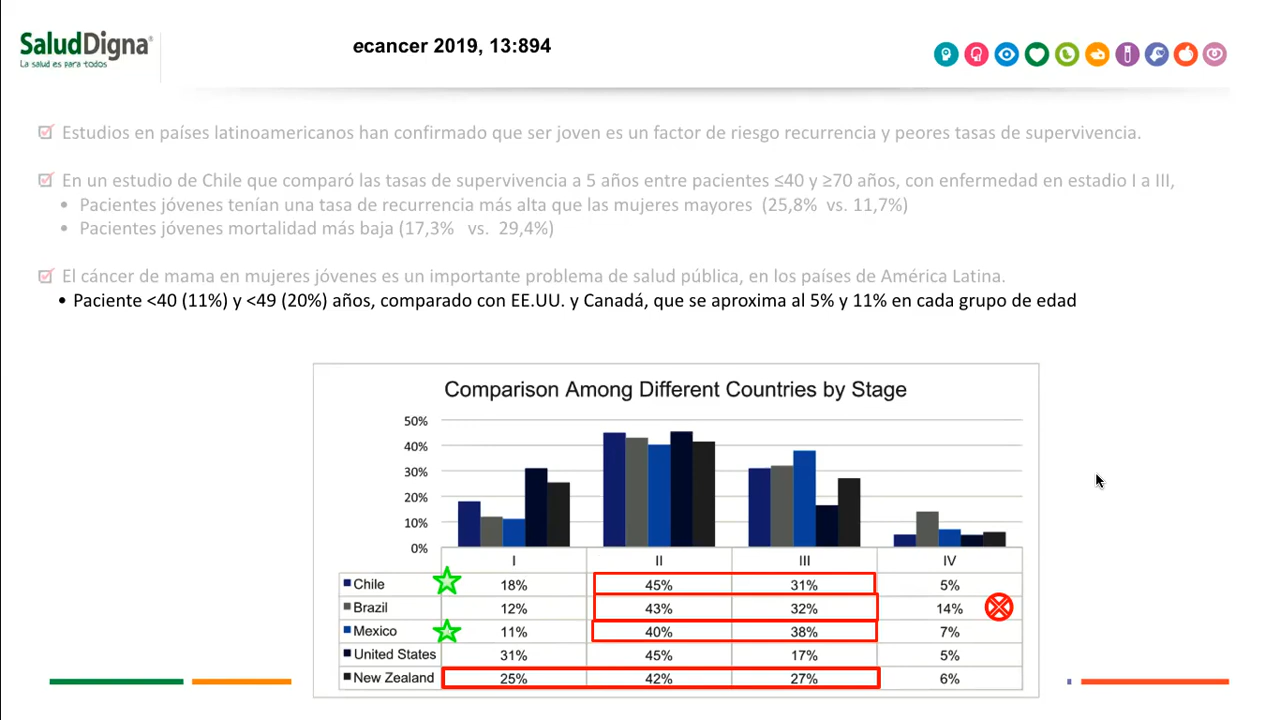 SaludDigna
La salud es para todos
ecancer 2019, 13:894
Estudios en países latinoamericanos han confirmado que ser joven es un factor de riesgo recurrencia y peores tasas de supervivencia.
En un estudio de Chile que comparó las tasas de supervivencia a 5 años entre pacientes ≤40 y ≥70 años, con enfermedad en estadio I a III,
• Pacientes jóvenes tenían una tasa de recurrencia más alta que las mujeres mayores (25,8% vs. 11,7%)
• Pacientes jóvenes mortalidad más baja (17,3% vs. 29,4%)
El cáncer de mama en mujeres jóvenes es un importante problema de salud pública, en los países de América Latina.
• Paciente <40 (11%) y <49 (20%) años, comparado con EE.UU. y Canadá, que se aproxima al 5% y 11% en cada grupo de edad
Comparison Among Different Countries by Stage
50%
40%
30%
20%
10%
0%
I II III IV
Chile 18% 45% 31% 5%
Brazil 12% 43% 32% 14%
Mexico 11% 40% 38% 7%
United States 31% 45% 17% 5%
New Zealand 25% 42% 27% 6%